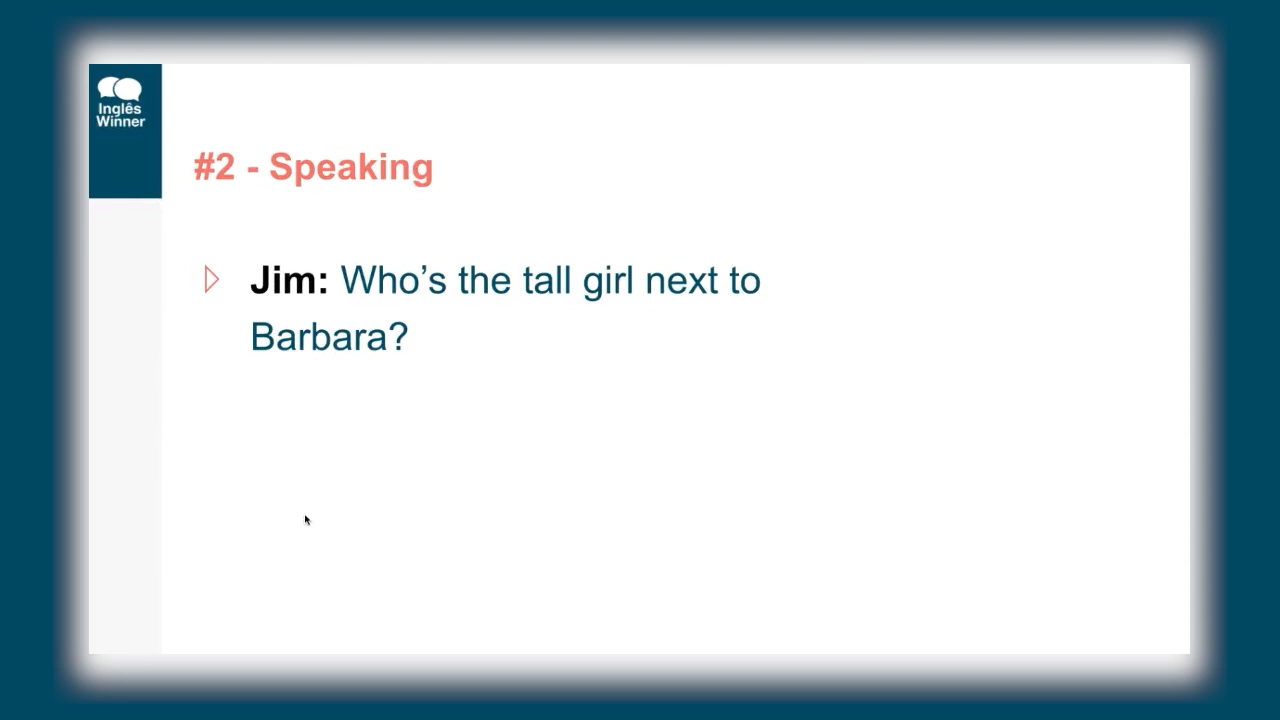 Inglês
Winner
#2 - Speaking
Jim: Who’s the tall girl next to
Barbara?